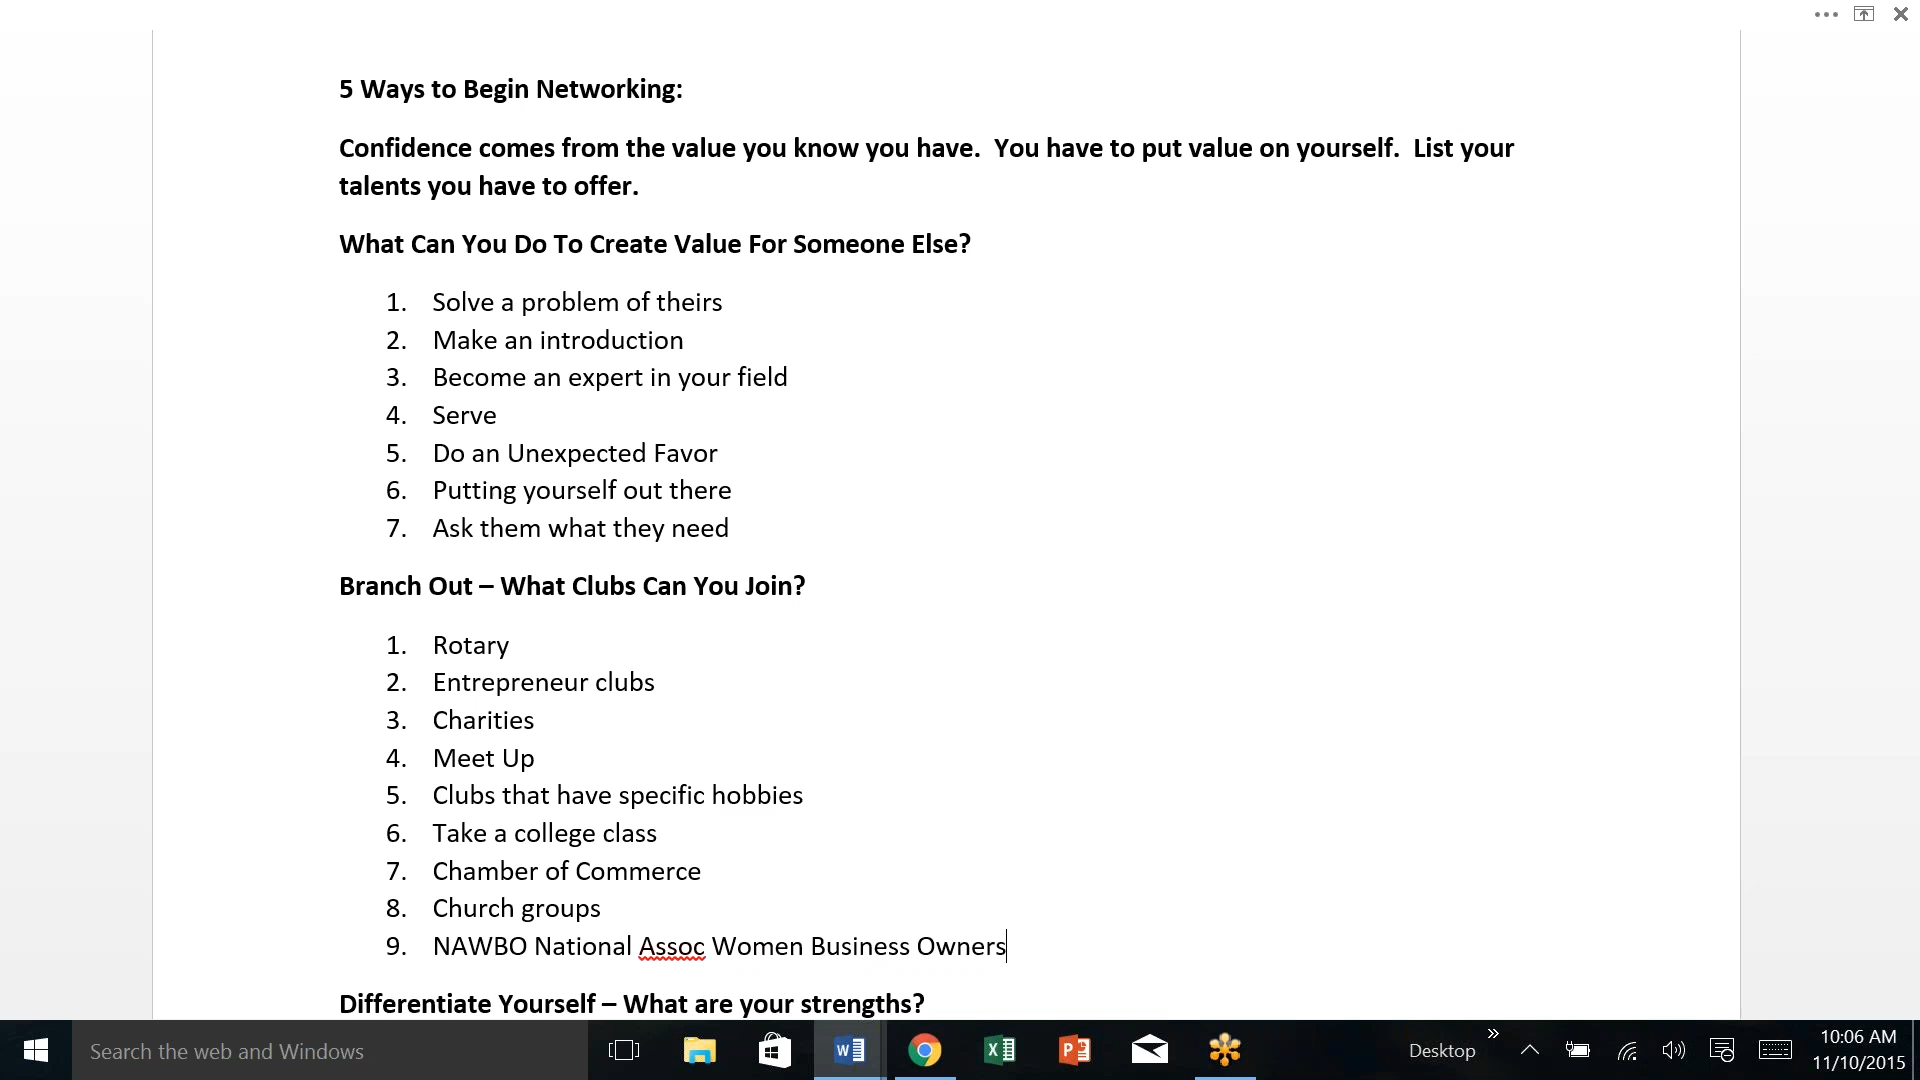 5 Ways to Begin Networking:
Confidence comes from the value you know you have.  You have to put value on yourself.  List your
talents you have to offer.
What Can You Do To Create Value For Someone Else?
1. Solve a problem of theirs
2. Make an introduction
3. Become an expert in your field
4. Serve
5. Do an Unexpected Favor
6. Putting yourself out there
7. Ask them what they need
Branch Out – What Clubs Can You Join?
1. Rotary
2. Entrepreneur clubs
3. Charities
4. Meet Up
5. Clubs that have specific hobbies
6. Take a college class
7. Chamber of Commerce
8. Church groups
9. NAWBO National Assoc Women Business Owners
Differentiate Yourself – What are your strengths?
Search the web and Windows
Desktop
10:06 AM
11/10/2015